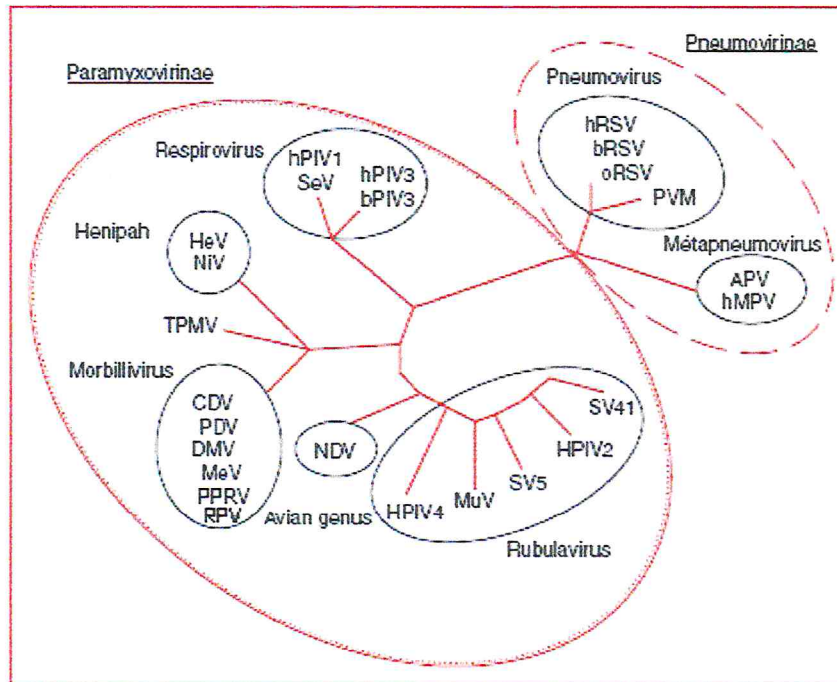 Pneumovirinae
Paramyxovirinae
Pneumovirus
Respirovirus
hPIV1
SeV
hPIV3
bPIV3
hRSV
bRSV
oRSV
PVM
Henipah
HeV
NiV
Metapneumovirus
APV
hMPV
TPMV
Morbillivirus
CDV
PDV
DMV
MeV
PPRV
RPV
NDV
Avian genus
SV41
HPIV2
SV5
MuV
HPIV4
Rubulavirus